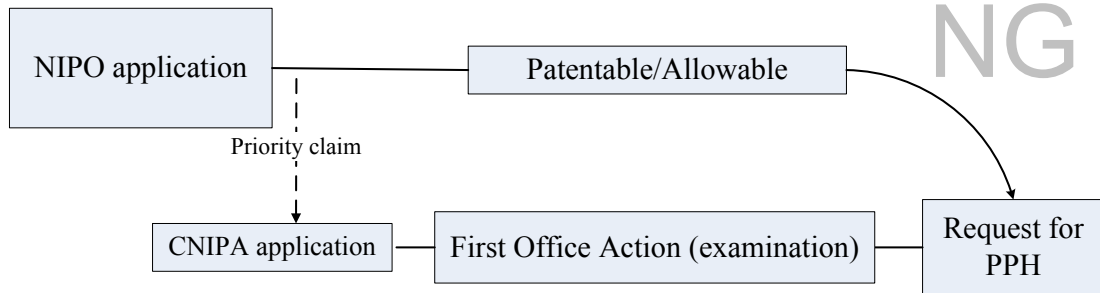 NG
NIPO application
Patentable/Allowable
Priority claim
CNIPA application
First Office Action (examination)
Request for
PPH